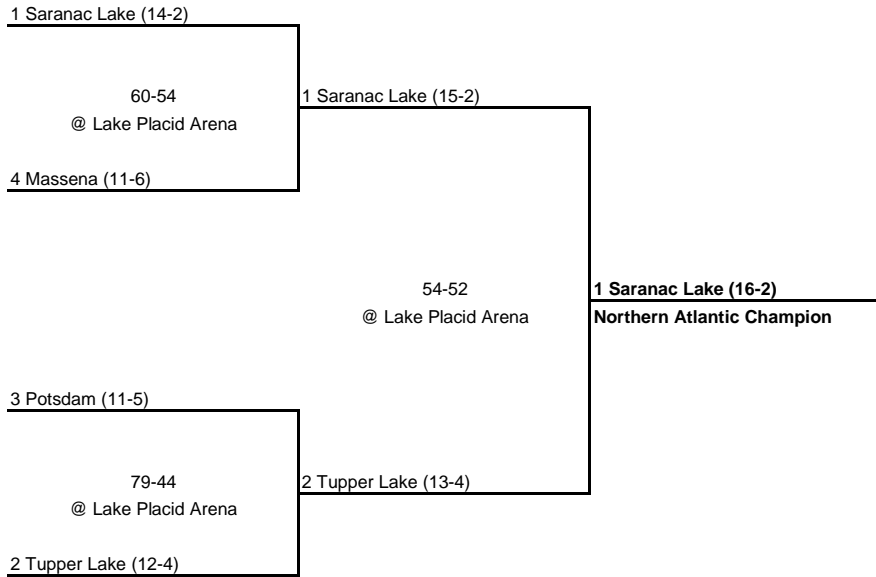 1 Saranac Lake (14-2)
60-54
@ Lake Placid Arena
1 Saranac Lake (15-2)
4 Massena (11-6)
54-52
@ Lake Placid Arena
1 Saranac Lake (16-2)
Northern Atlantic Champion
3 Potsdam (11-5)
79-44
@ Lake Placid Arena
2 Tupper Lake (13-4)
2 Tupper Lake (12-4)